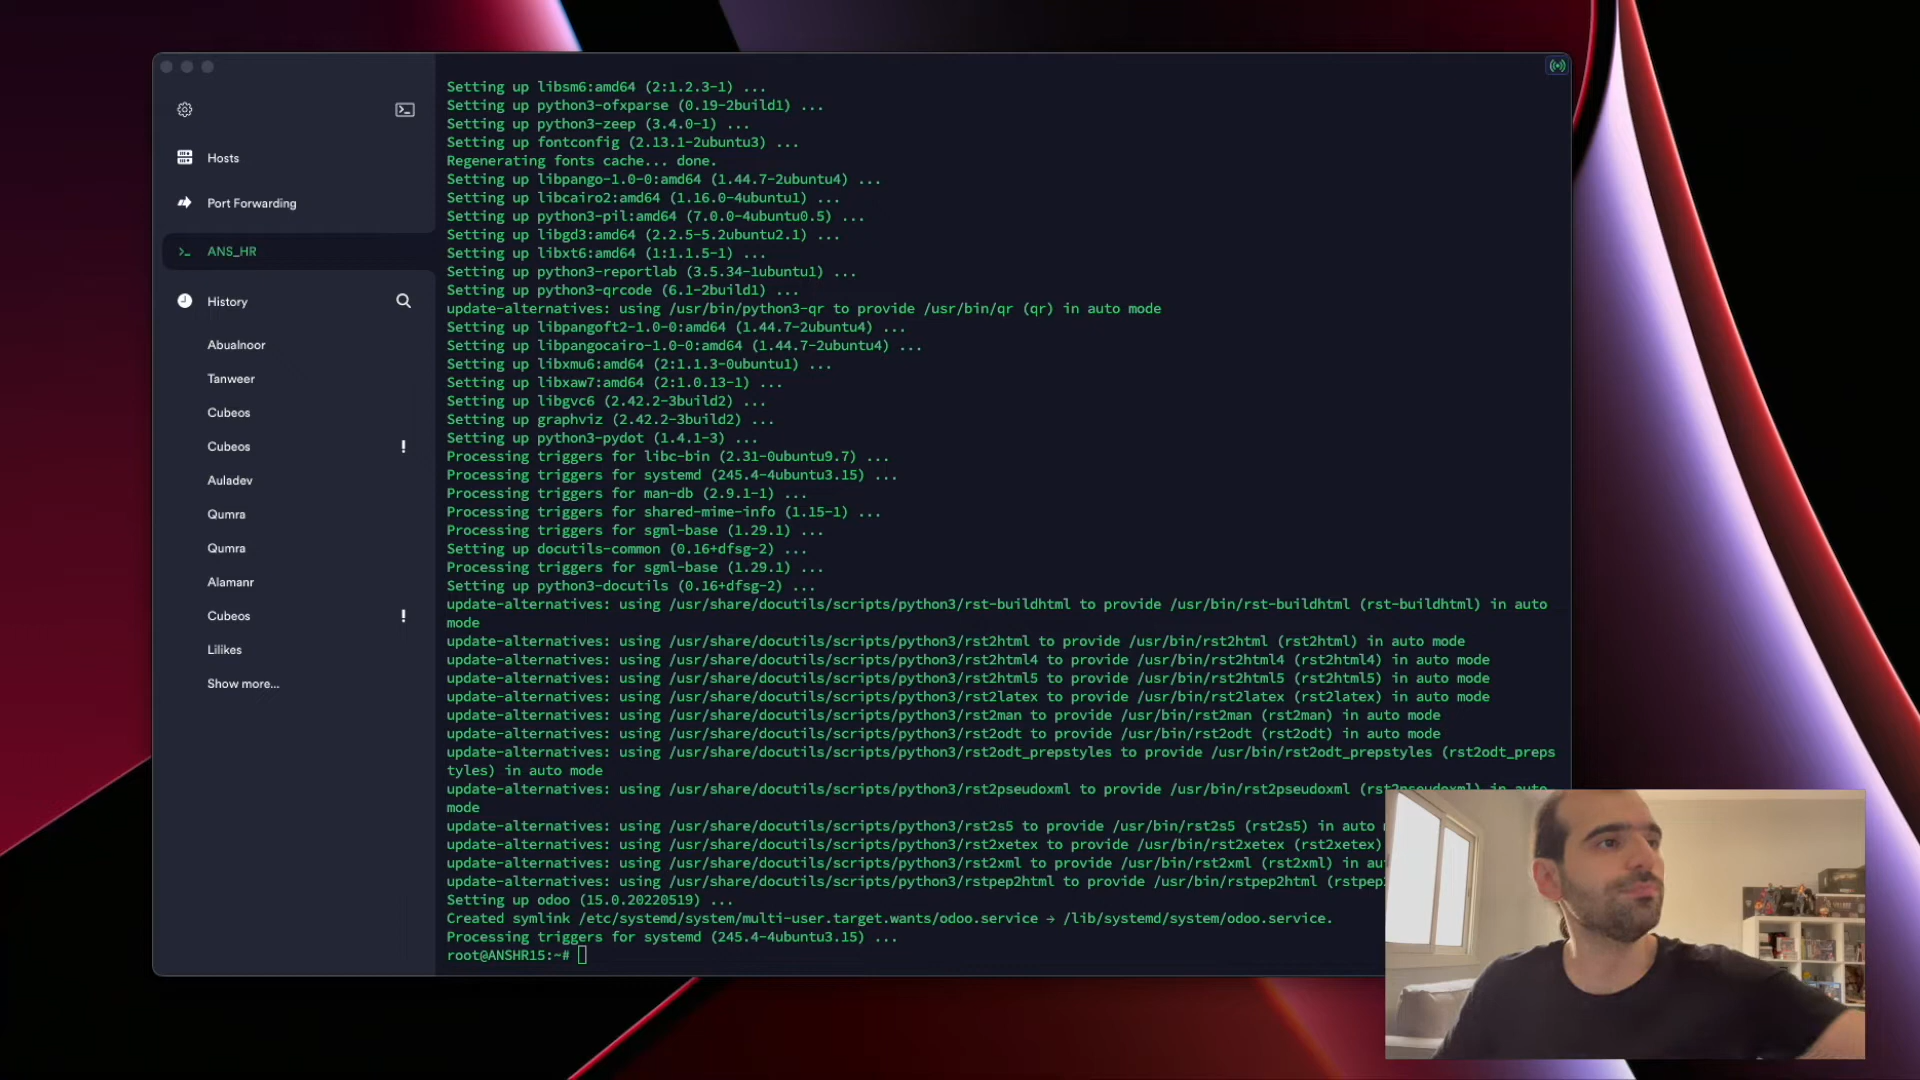 Hosts
Port Forwarding
ANS_HR
History
Abualnoor
Tanweer
Cubeos
Cubeos !
Auladev
Qumra
Qumra
Alamanr
Cubeos !
Lilikes
Show more...
Setting up libsm6:amd64 (2:1.2.3-1) ...
Setting up python3-ofxparse (0.19-2build1) ...
Setting up python3-zeep (3.4.0-1) ...
Setting up fontconfig (2.13.1-2ubuntu3) ...
Regenerating fonts cache... done.
Setting up libpango-1.0-0:amd64 (1.44.7-2ubuntu4) ...
Setting up libcairo2:amd64 (1.16.0-4ubuntu1) ...
Setting up python3-pil:amd64 (7.0.0-4ubuntu0.5) ...
Setting up libgd3:amd64 (2.2.5-5.2ubuntu2.1) ...
Setting up libxt6:amd64 (1:1.1.5-1) ...
Setting up python3-reportlab (3.5.34-1ubuntu1) ...
Setting up python3-qrcode (6.1-2build1) ...
update-alternatives: using /usr/bin/python3-qr to provide /usr/bin/qr (qr) in auto mode
Setting up libpangoft2-1.0-0:amd64 (1.44.7-2ubuntu4) ...
Setting up libpangocairo-1.0-0:amd64 (1.44.7-2ubuntu4) ...
Setting up libxmu6:amd64 (2:1.1.3-0ubuntu1) ...
Setting up libxaw7:amd64 (2:1.0.13-1) ...
Setting up libgvc6 (2.42.2-3build2) ...
Setting up graphviz (2.42.2-3build2) ...
Setting up python3-pydot (1.4.1-3) ...
Processing triggers for libc-bin (2.31-0ubuntu9.7) ...
Processing triggers for systemd (245.4-4ubuntu3.15) ...
Processing triggers for man-db (2.9.1-1) ...
Processing triggers for shared-mime-info (1.15-1) ...
Processing triggers for sgml-base (1.29.1) ...
Setting up docutils-common (0.16+dfsg-2) ...
Processing triggers for sgml-base (1.29.1) ...
Setting up python3-docutils (0.16+dfsg-2) ...
update-alternatives: using /usr/share/docutils/scripts/python3/rst-buildhtml to provide /usr/bin/rst-buildhtml (rst-buildhtml) in auto
mode
update-alternatives: using /usr/share/docutils/scripts/python3/rst2html to provide /usr/bin/rst2html (rst2html) in auto mode
update-alternatives: using /usr/share/docutils/scripts/python3/rst2html4 to provide /usr/bin/rst2html4 (rst2html4) in auto mode
update-alternatives: using /usr/share/docutils/scripts/python3/rst2html5 to provide /usr/bin/rst2html5 (rst2html5) in auto mode
update-alternatives: using /usr/share/docutils/scripts/python3/rst2latex to provide /usr/bin/rst2latex (rst2latex) in auto mode
update-alternatives: using /usr/share/docutils/scripts/python3/rst2man to provide /usr/bin/rst2man (rst2man) in auto mode
update-alternatives: using /usr/share/docutils/scripts/python3/rst2odt to provide /usr/bin/rst2odt (rst2odt) in auto mode
update-alternatives: using /usr/share/docutils/scripts/python3/rst2odt_prepstyles to provide /usr/bin/rst2odt_prepstyles (rst2odt_preps
tyles) in auto mode
update-alternatives: using /usr/share/docutils/scripts/python3/rst2pseudoxml to provide /usr/bin/rst2pseudoxml (rst2pseudoxml) in auto
mode
update-alternatives: using /usr/share/docutils/scripts/python3/rst2s5 to provide /usr/bin/rst2s5 (rst2s5) in auto
update-alternatives: using /usr/share/docutils/scripts/python3/rst2xetex to provide /usr/bin/rst2xetex (rst2xetex)
update-alternatives: using /usr/share/docutils/scripts/python3/rst2xml to provide /usr/bin/rst2xml (rst2xml) in
update-alternatives: using /usr/share/docutils/scripts/python3/rstpep2html to provide /usr/bin/rstpep2html
Setting up odoo (15.0.20220519) ...
Created symlink /etc/systemd/system/multi-user.target.wants/odoo.service → /lib/systemd/system/odoo.service.
Processing triggers for systemd (245.4-4ubuntu3.15) ...
root@ANSHR15:~#